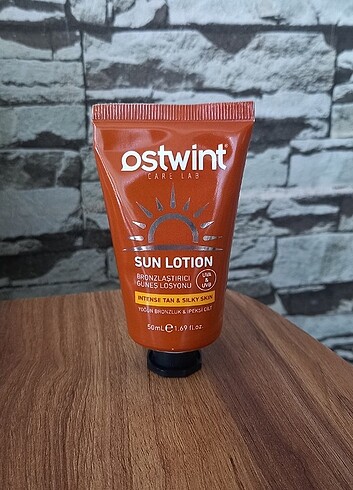 ostwint®
CARE LAB
SUN LOTION
BRONZLAŞTIRICI
GÜNEŞ LOSYONU
UVA
&
UVB
INTENSE TAN & SILKY SKIN
YOĞUN BRONZLUK & İPEKSİ CİLT
50mL e 1.69 fl.oz.